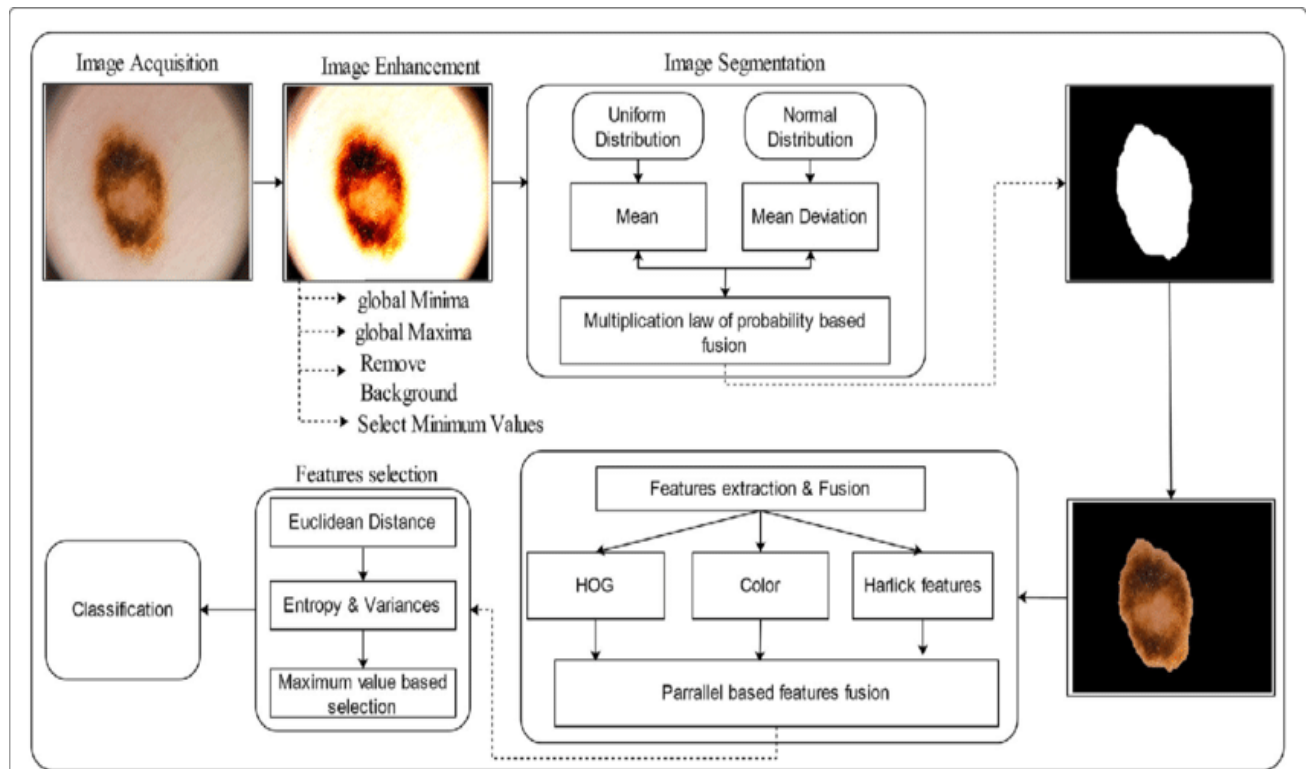 Image Acquisition
Image Enhancement
Image Segmentation
Uniform
Distribution
Normal
Distribution
Mean
Mean Deviation
Multiplication law of probability based
fusion
global Minima
global Maxima
Remove
Background
Select Minimum Values
Features selection
Euclidean Distance
Entropy & Variances
Maximum value based
selection
Classification
Features extraction & Fusion
HOG
Color
Harlick features
Parrallel based features fusion